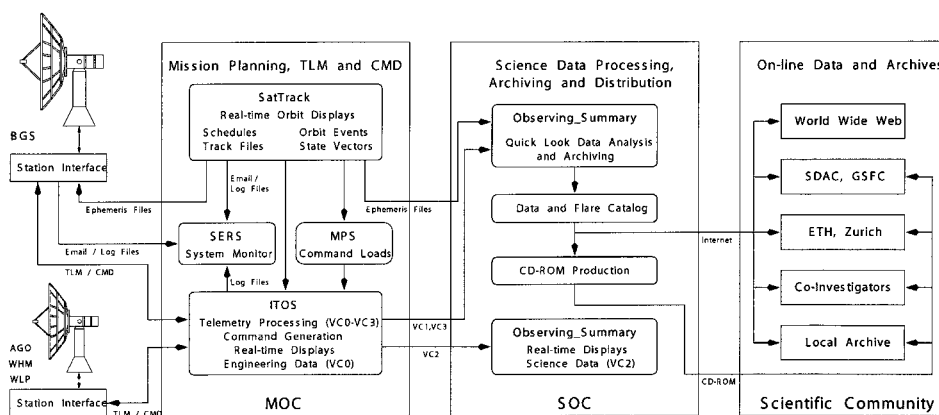 BGS
Station Interface
Ephemeris Files
Email / Log Files
TLM / CMD
AGO
WHM
WLP
Station Interface
TLM / CMD
Mission Planning, TLM and CMD
SatTrack
Real-time Orbit Displays
Schedules Orbit Events
Track Files State Vectors
Email /
Log Files
Ephemeris Files
SERS
System Monitor
MPS
Command Loads
Log Files
ITOS
Telemetry Processing (VC0-VC3)
Command Generation
Real-time Displays
Engineering Data (VC0)
MOC
VC1,VC3
VC2
Science Data Processing,
Archiving and Distribution
Observing_Summary
Quick Look Data Analysis
and Archiving
Data and Flare Catalog
CD-ROM Production
Observing_Summary
Real-time Displays
Science Data (VC2)
SOC
Internet
CD-ROM
On-line Data and Archives
World Wide Web
SDAC, GSFC
ETH, Zurich
Co-Investigators
Local Archive
Scientific Community